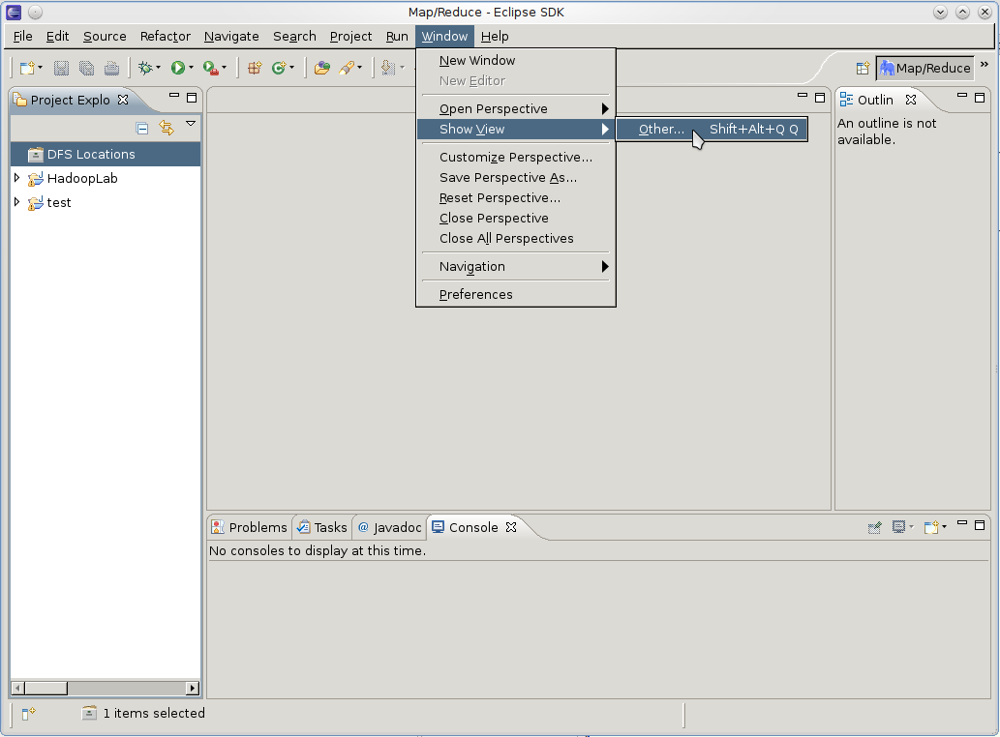 Map/Reduce - Eclipse SDK
File Edit Source Refactor Navigate Search Project Run Window Help
Map/Reduce »
New Window
New Editor
Open Perspective
Show View
Other... Shift+Alt+Q Q
Customize Perspective...
Save Perspective As...
Reset Perspective...
Close Perspective
Close All Perspectives
Navigation
Preferences
Project Explo
DFS Locations
HadoopLab
test
Outlin
An outline is not
available.
Problems @ Javadoc Tasks Console
No consoles to display at this time.
1 items selected